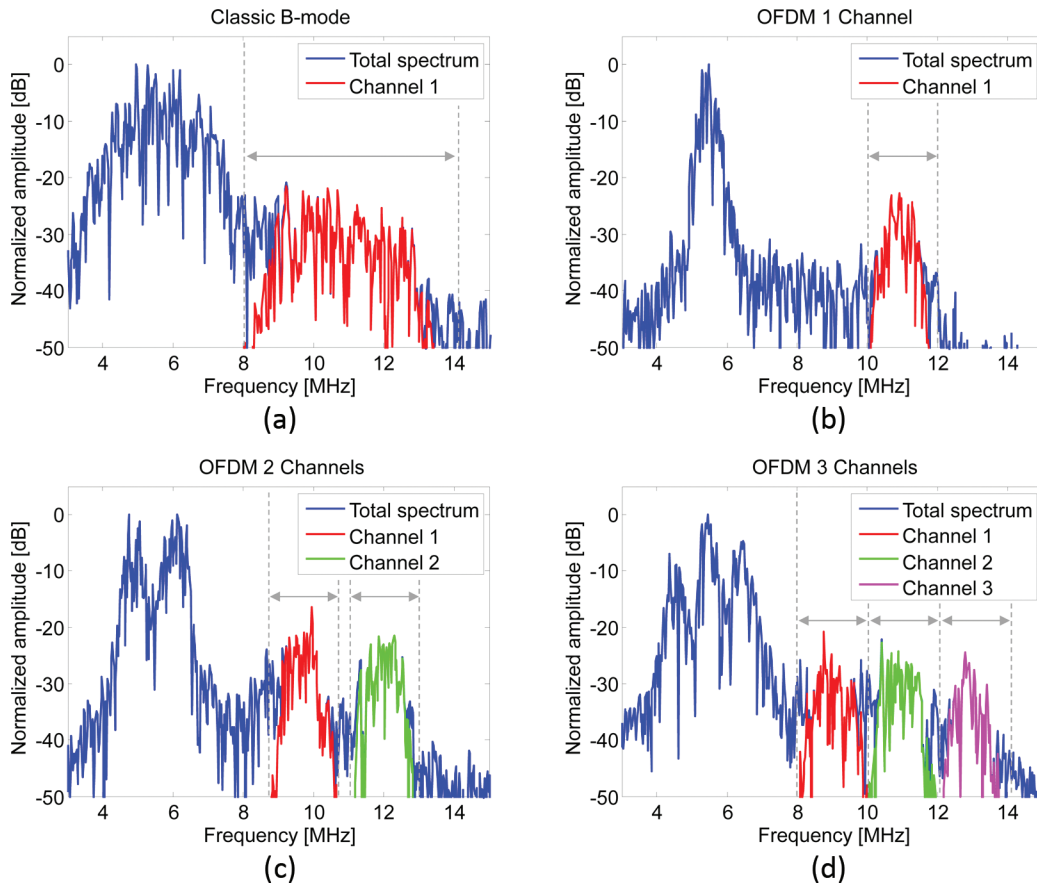 Classic B-mode
Normalized amplitude [dB]
0
-10
-20
-30
-40
-50
Total spectrum
Channel 1
4 6 8 10 12 14
Frequency [MHz]
(a)
OFDM 1 Channel
Normalized amplitude [dB]
0
-10
-20
-30
-40
-50
Total spectrum
Channel 1
4 6 8 10 12 14
Frequency [MHz]
(b)
OFDM 2 Channels
Normalized amplitude [dB]
0
-10
-20
-30
-40
-50
Total spectrum
Channel 1
Channel 2
4 6 8 10 12 14
Frequency [MHz]
(c)
OFDM 3 Channels
Normalized amplitude [dB]
0
-10
-20
-30
-40
-50
Total spectrum
Channel 1
Channel 2
Channel 3
4 6 8 10 12 14
Frequency [MHz]
(d)